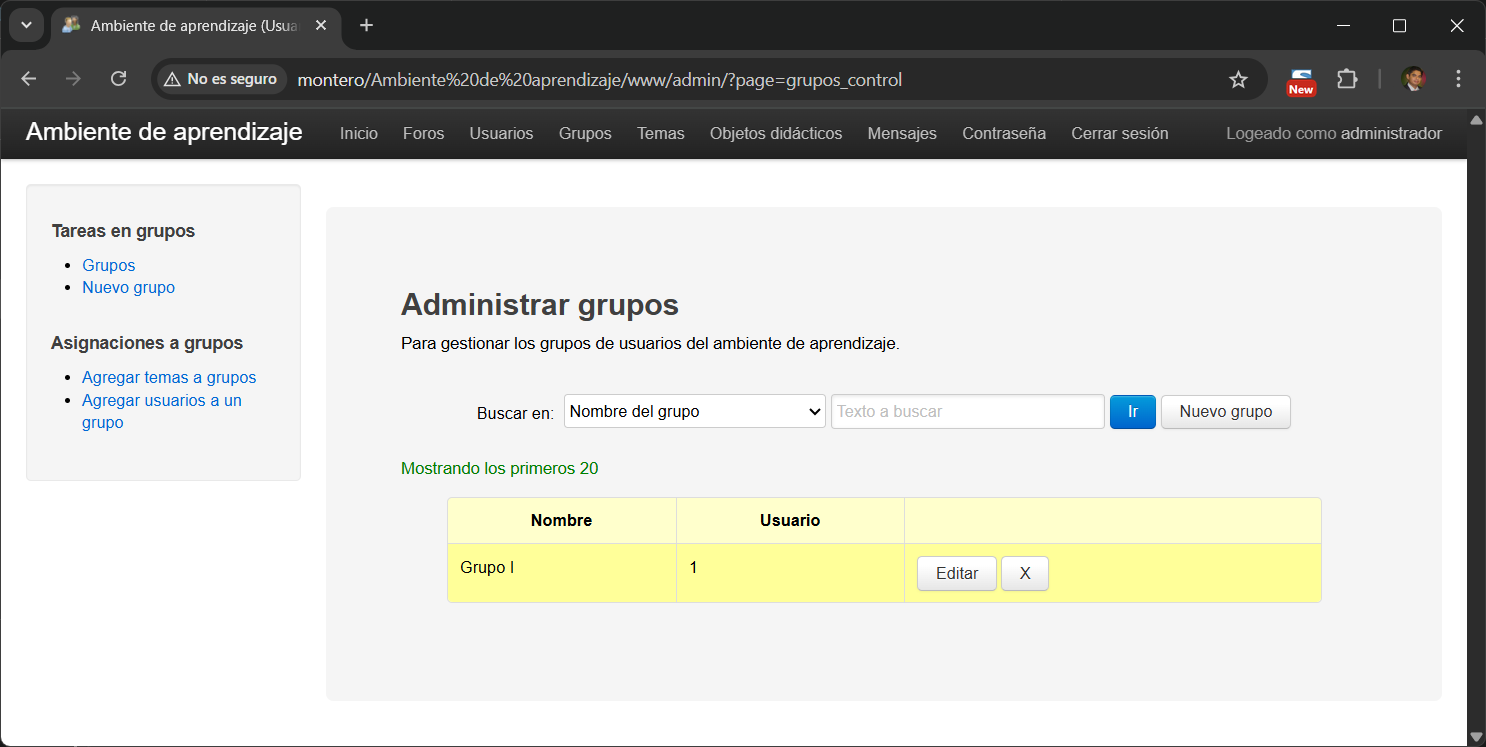 Ambiente de aprendizaje (Usua
No es seguro montero/Ambiente%20de%20aprendizaje/www/admin/?page=grupos_control New
Ambiente de aprendizaje Inicio Foros Usuarios Grupos Temas Objetos didácticos Mensajes Contraseña Cerrar sesión Logeado como administrador
Tareas en grupos
Grupos
Nuevo grupo
Asignaciones a grupos
Agregar temas a grupos
Agregar usuarios a un
grupo
Administrar grupos
Para gestionar los grupos de usuarios del ambiente de aprendizaje.
Buscar en: Nombre del grupo Texto a buscar Ir Nuevo grupo
Mostrando los primeros 20
Nombre Usuario
Grupo I 1 Editar X